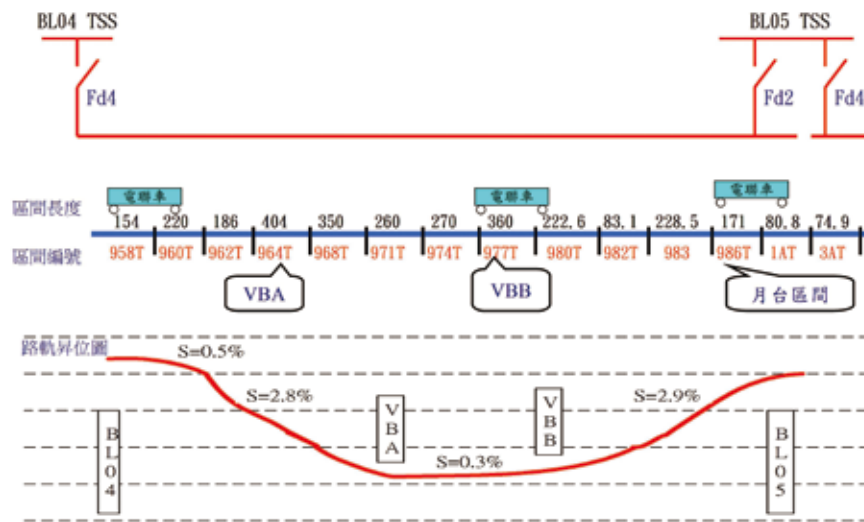 BL04 TSS
BL05 TSS
Fd4
Fd2
Fd4
電聯車
電聯車
電聯車
區間長度
154 220 186 404 350 260 270 360 222.6 83.1 228.5 171 80.8 74.9
區間編號
958T 960T 962T 964T 968T 971T 974T 977T 980T 982T 983 986T 1AT 3AT
VBA
VBB
月台區間
路軌昇位圖
S=0.5%
S=2.8%
S=2.9%
VBA
VBB
BL04
BL05
S=0.3%